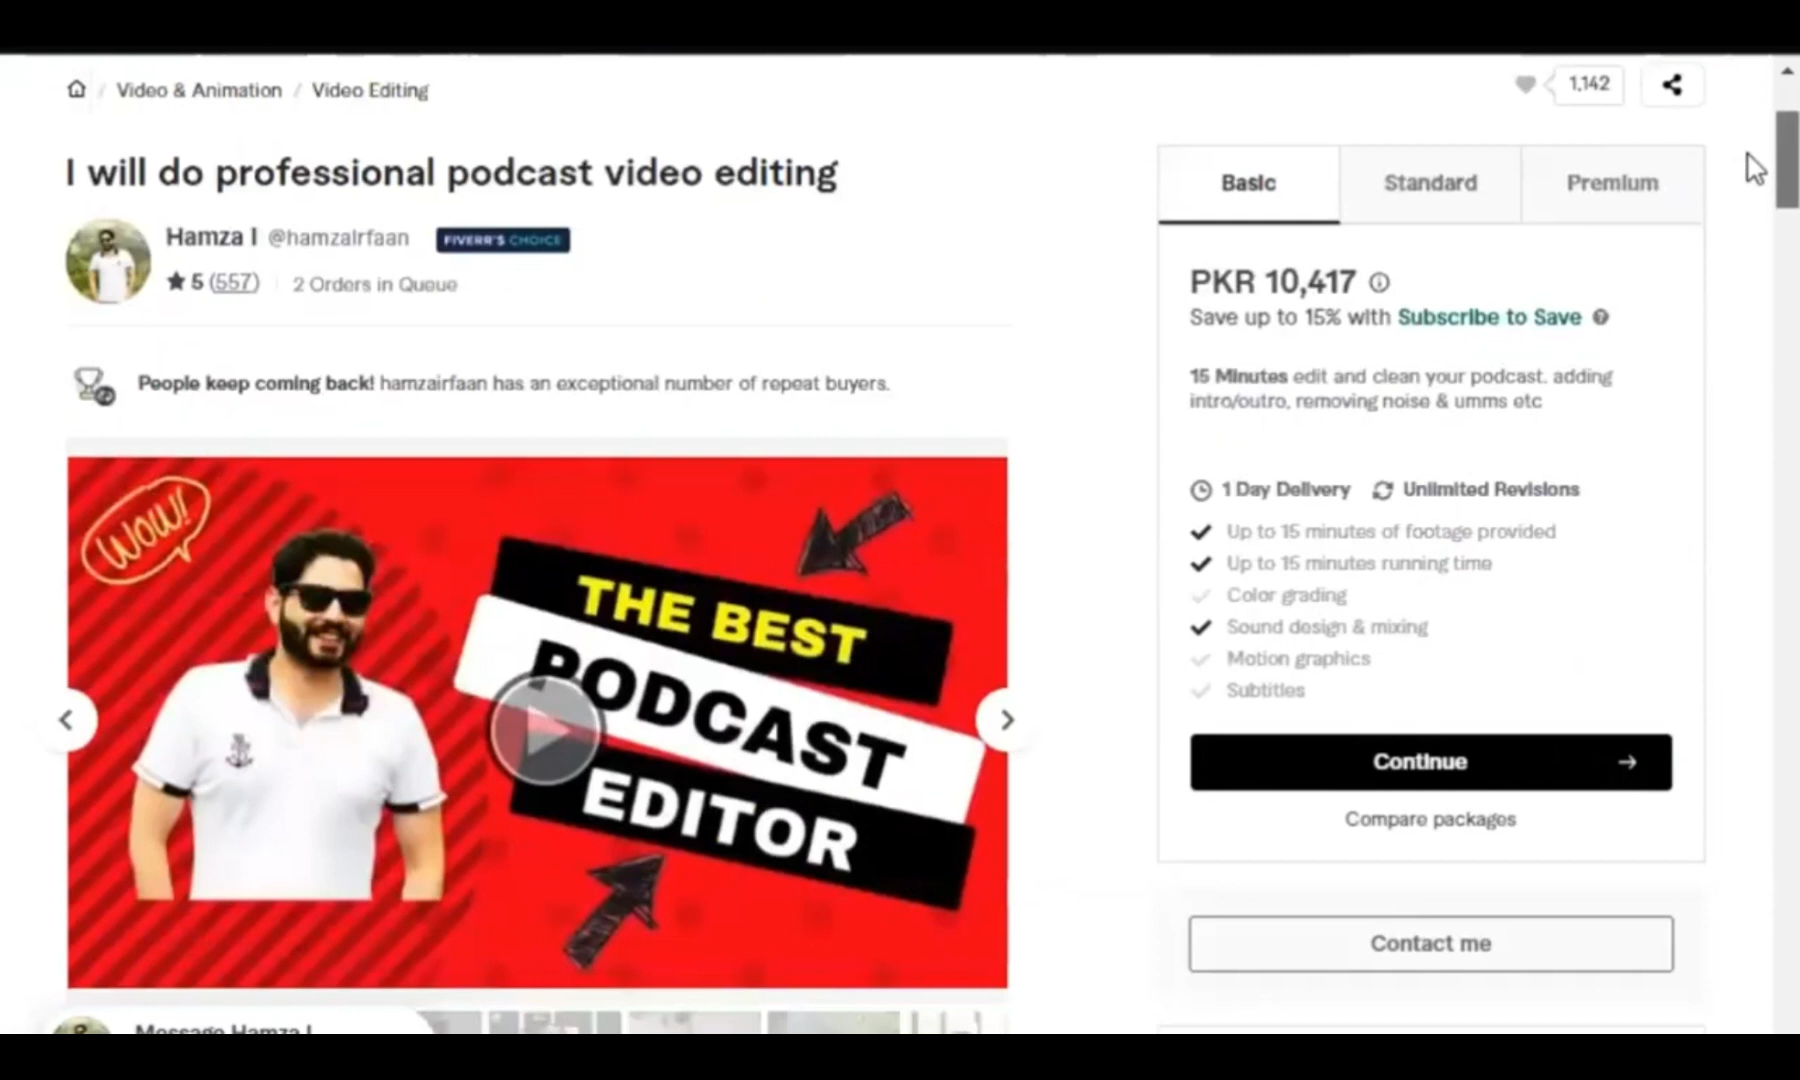 / Video & Animation / Video Editing
1,142
I will do professional podcast video editing
Hamza I @hamzairfaan FIVERR'S CHOICE
★ 5 (557) 2 Orders in Queue
People keep coming back! hamzairfaan has an exceptional number of repeat buyers.
WOW!
THE BEST
PODCAST
EDITOR
Message Hamza I
Basic Standard Premium
PKR 10,417
Save up to 15% with Subscribe to Save
15 Minutes edit and clean your podcast. adding
intro/outro, removing noise & umms etc
1 Day Delivery Unlimited Revisions
Up to 15 minutes of footage provided
Up to 15 minutes running time
Color grading
Sound design & mixing
Motion graphics
Subtitles
Continue →
Compare packages
Contact me